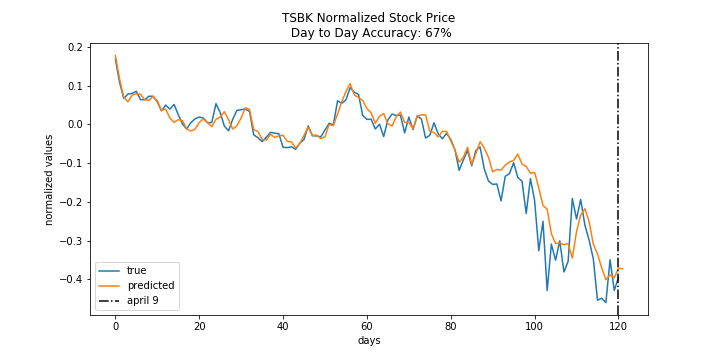 TSBK Normalized Stock Price
Day to Day Accuracy: 67%
normalized values
0.2
0.1
0.0
−0.1
−0.2
−0.3
−0.4
true
predicted
april 9
0 20 40 60 80 100 120
days